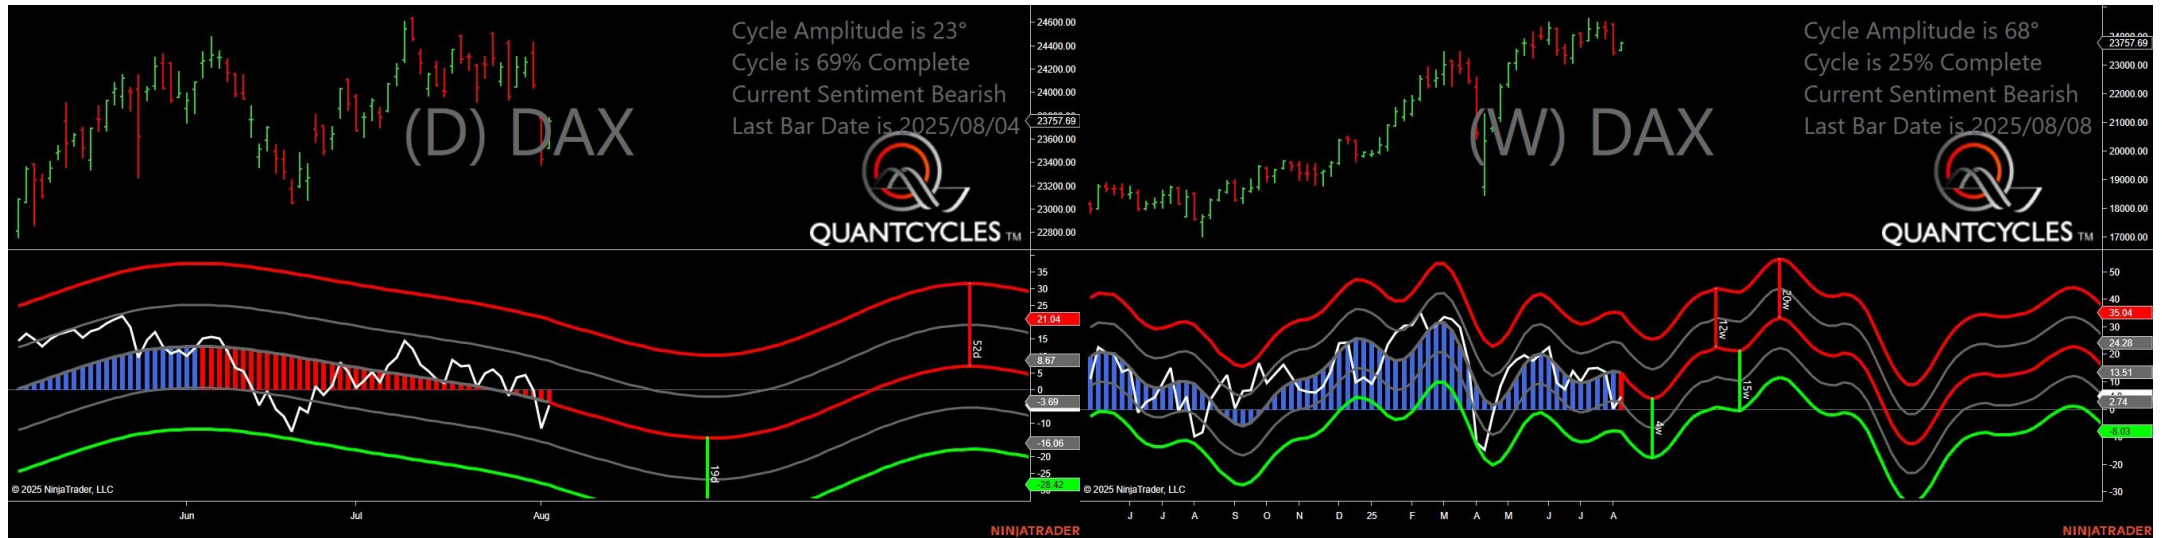 Cycle Amplitude is 23°
Cycle is 69% Complete
Current Sentiment Bearish
Last Bar Date is 2025/08/04
(D) DAX
QUANTCYCLES TM
24600.00
24400.00
24200.00
24000.00
23757.69
23600.00
23400.00
23200.00
23000.00
22800.00
35
30
25
21.04
15
8.67
5
0
-3.69
-10
-16.06
-20
-25
-28.42
52d
19d
© 2025 NinjaTrader, LLC
Jun
Jul
Aug
NINJATRADER
Cycle Amplitude is 68°
Cycle is 25% Complete
Current Sentiment Bearish
Last Bar Date is 2025/08/08
(W) DAX
QUANTCYCLES TM
23757.69
23000.00
22000.00
21000.00
20000.00
19000.00
18000.00
17000.00
50
40
35.04
30
24.28
20
13.51
10
2.74
0
-8.03
-20
-30
12w
20w
15w
4w
© 2025 NinjaTrader, LLC
J J A S O N D 25 F M A M J J A
NINJATRADER